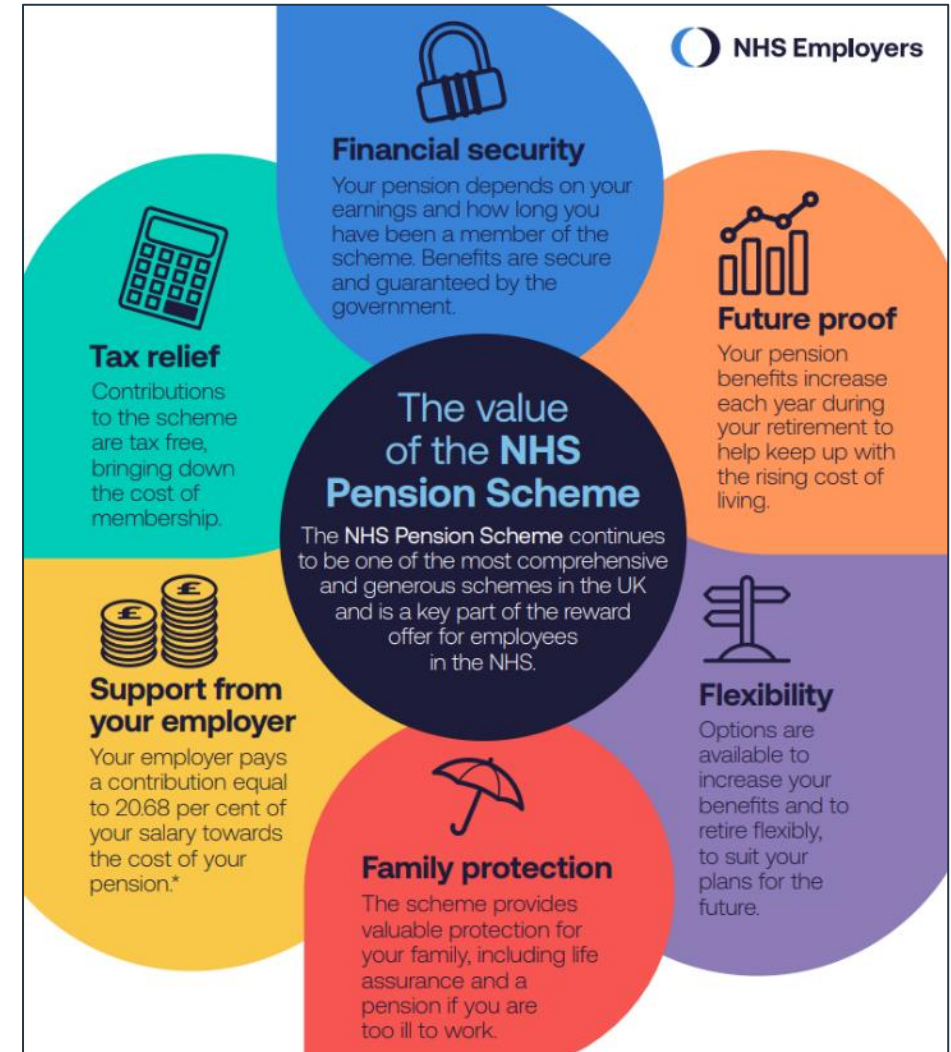 NHS Employers
Financial security
Your pension depends on your
earnings and how long you
have been a member of the
scheme. Benefits are secure
and guaranteed by the
government.
Future proof
Your pension
benefits increase
each year during
your retirement to
help keep up with
the rising cost of
living.
Tax relief
Contributions
to the scheme
are tax free,
bringing down
the cost of
membership.
The value
of the NHS
Pension Scheme
The NHS Pension Scheme continues
to be one of the most comprehensive
and generous schemes in the UK
and is a key part of the reward
offer for employees
in the NHS.
££
Support from
your employer
Your employer pays
a contribution equal
to 20.68 per cent of
your salary towards
the cost of your
pension.*
Flexibility
Options are
available to
increase your
benefits and to
retire flexibly,
to suit your
plans for the
future.
Family protection
The scheme provides
valuable protection for
your family, including life
assurance and a
pension if you are
too ill to work.